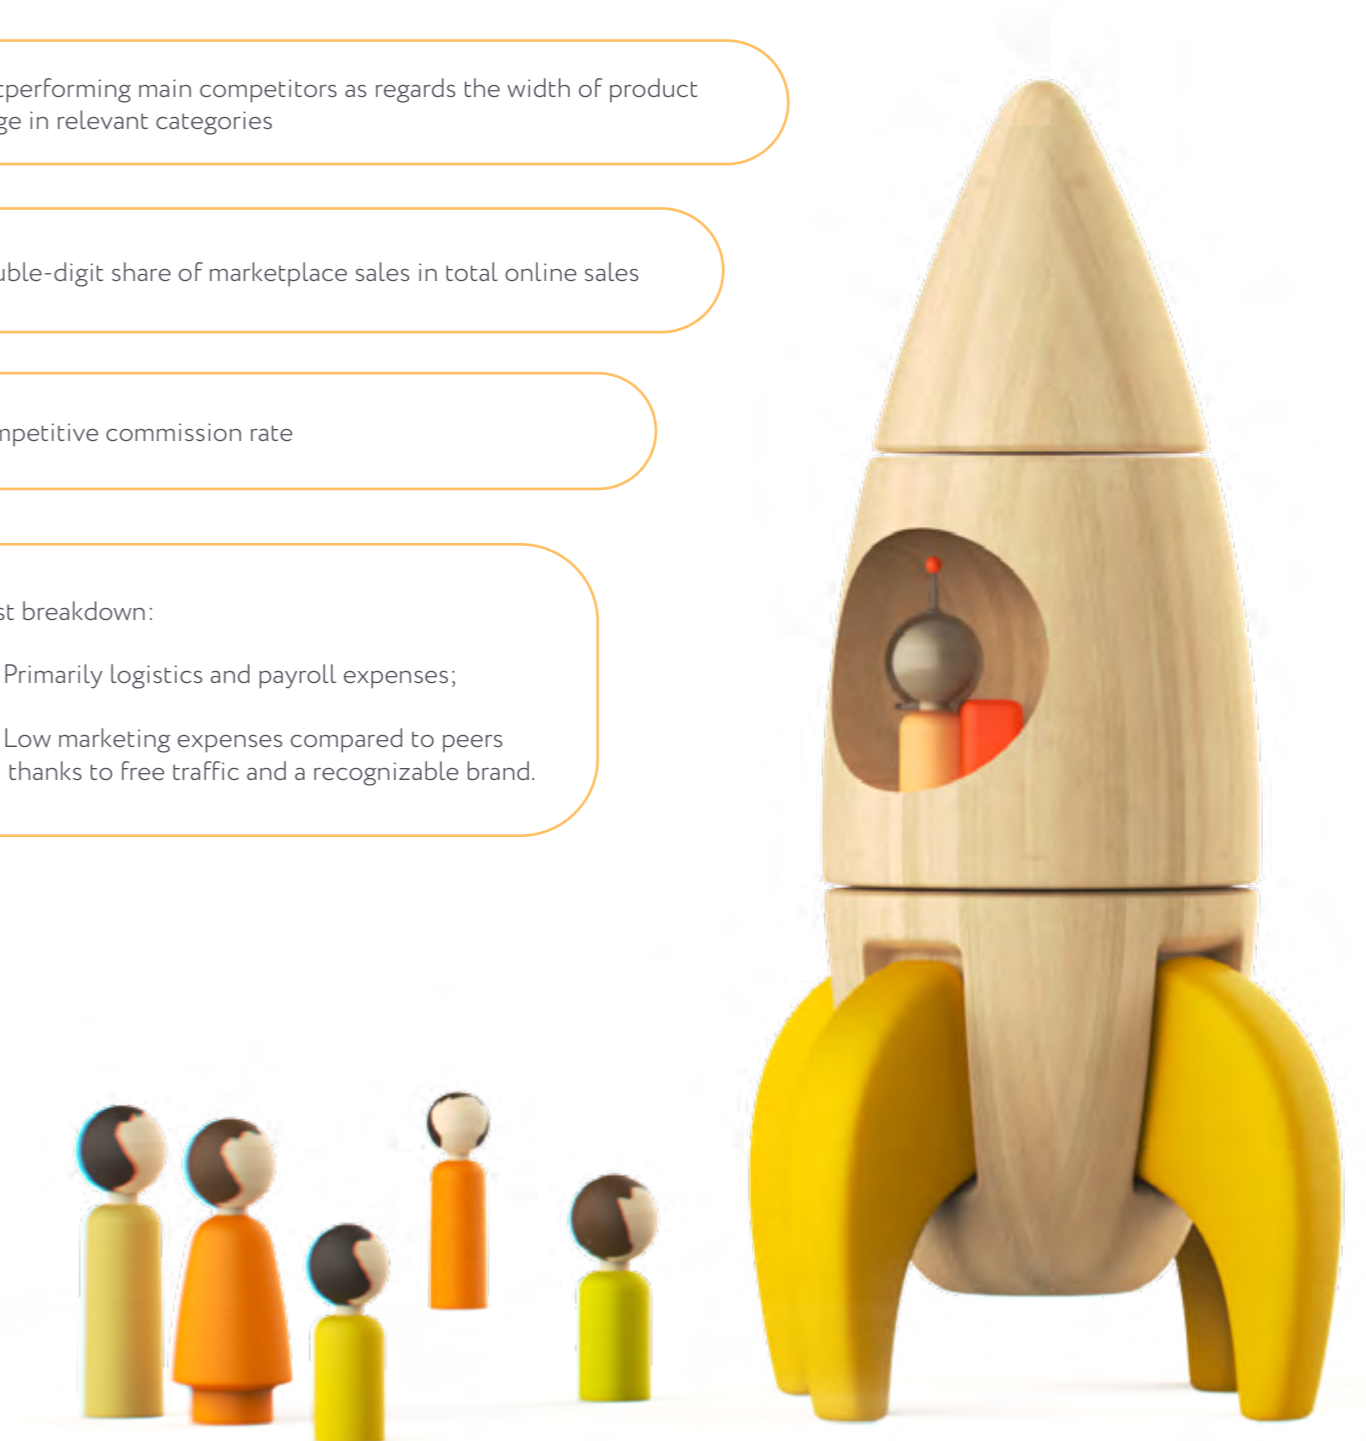 tperforming main competitors as regards the width of product
ge in relevant categories
uble-digit share of marketplace sales in total online sales
mpetitive commission rate
st breakdown:
Primarily logistics and payroll expenses;
Low marketing expenses compared to peers
thanks to free traffic and a recognizable brand.